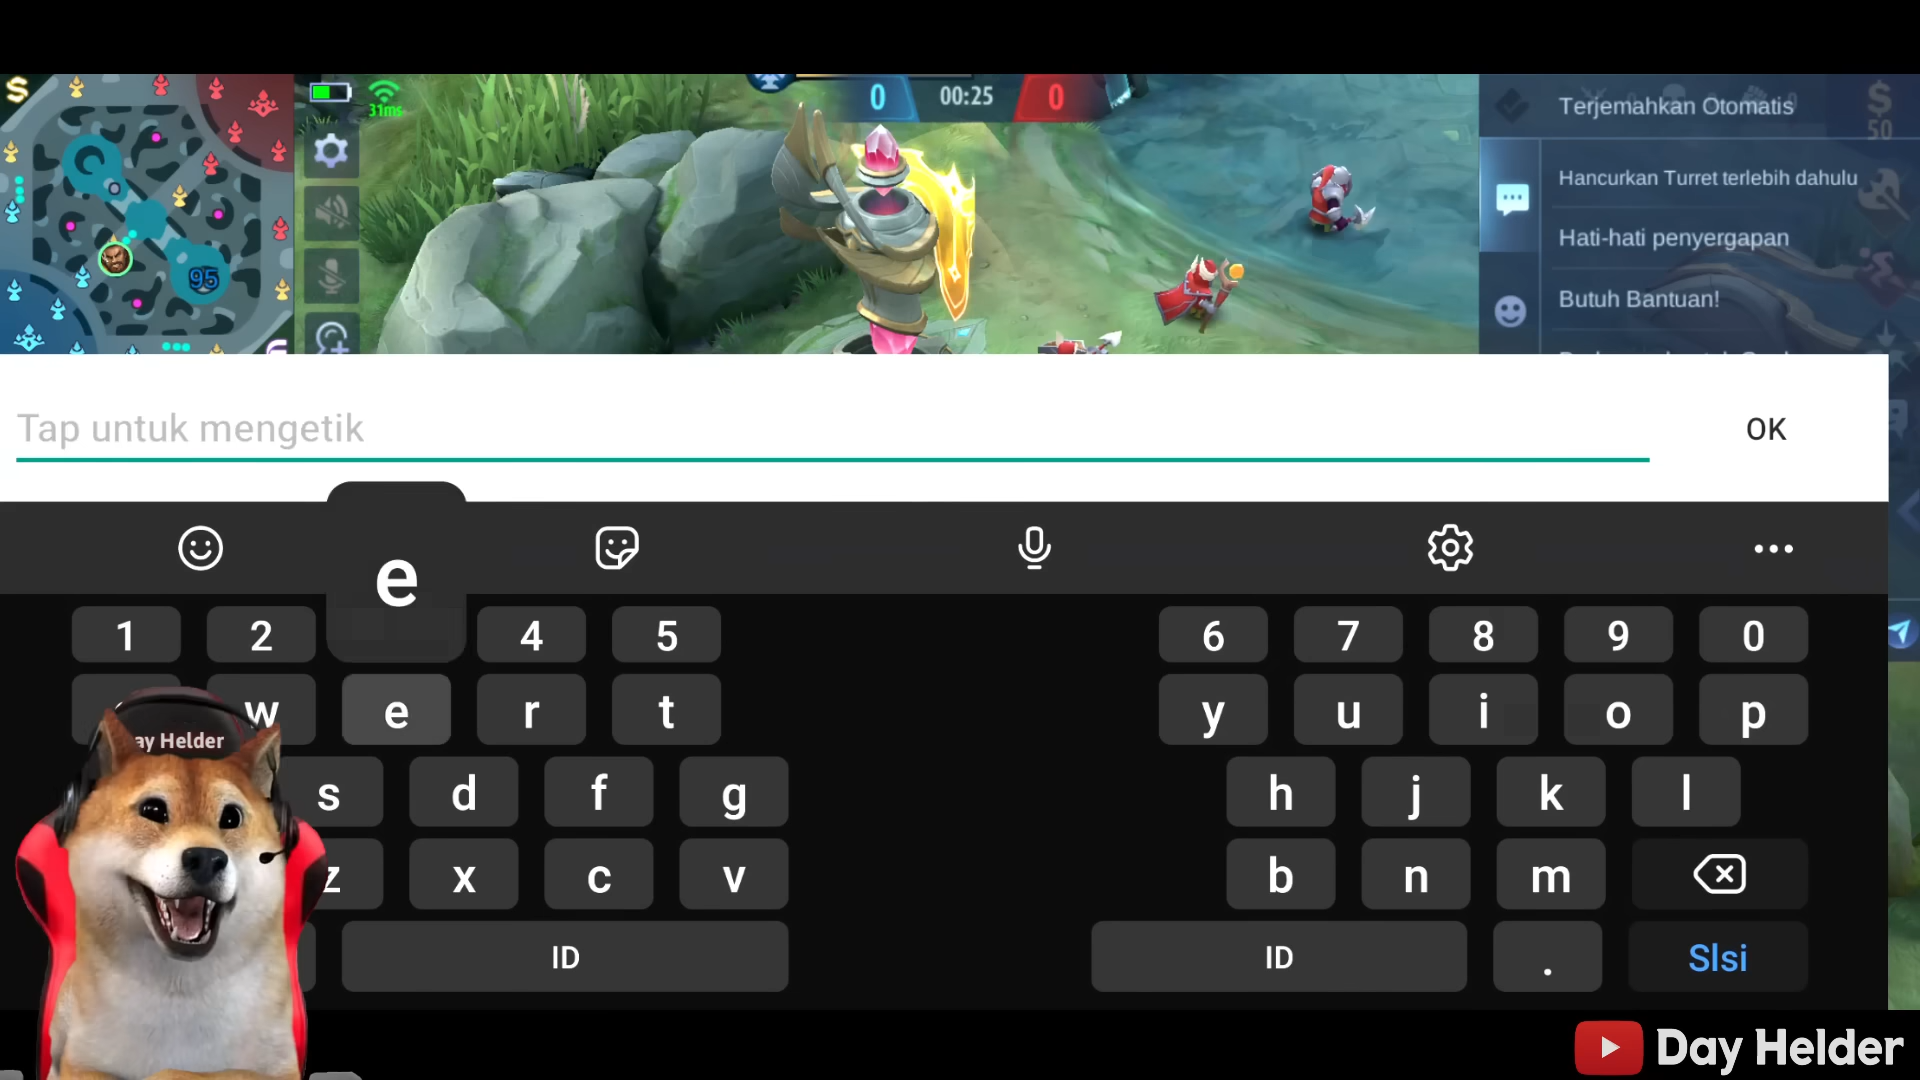 31ms
0 00:25 0
50
95
Terjemahkan Otomatis
Hancurkan Turret terlebih dahulu
Hati-hati penyergapan
Butuh Bantuan!
Tap untuk mengetik
OK
e
1 2 4 5 6 7 8 9 0
w e r t y u i o p
ay Helder
s d f g h j k l
z x c v b n m
ID ID . Slsi
Day Helder